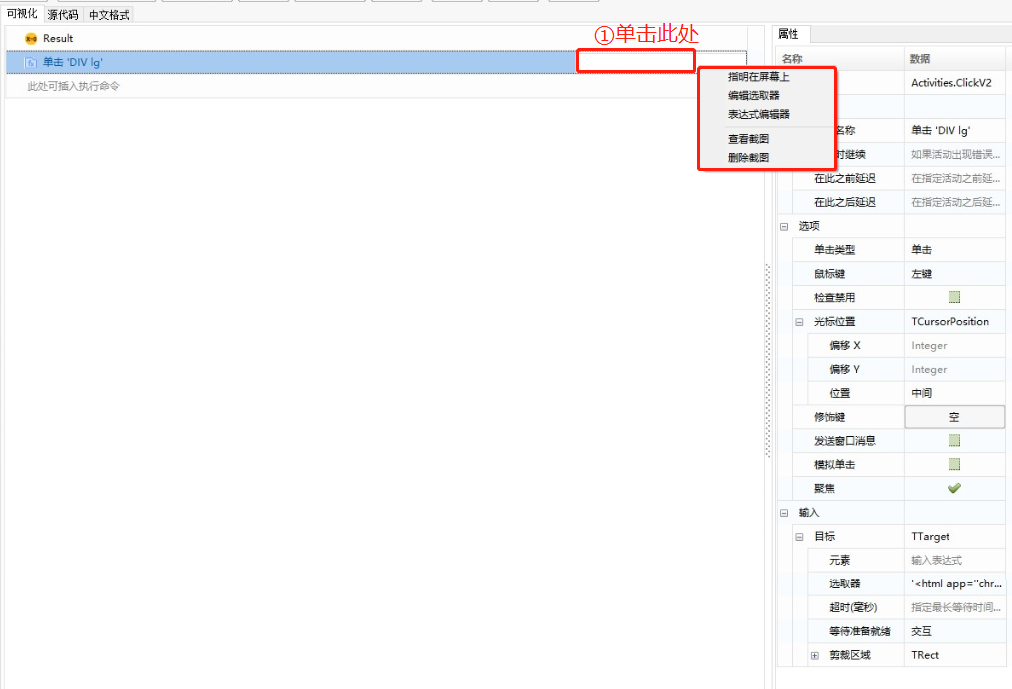 可视化 源代码 中文格式
Result
①单击此处
单击 'DIV lg'
此处可插入执行命令
指明在屏幕上
编辑选取器
表达式编辑器
查看截图
删除截图
属性
名称 数据
Activities.ClickV2
名称 单击 'DIV lg'
时继续 如果活动出现错误...
在此之前延迟 在指定活动之前延...
在此之后延迟 在指定活动之后延...
选项
单击类型 单击
鼠标键 左键
检查禁用
光标位置 TCursorPosition
偏移 X Integer
偏移 Y Integer
位置 中间
修饰键 空
发送窗口消息
模拟单击
聚焦
输入
目标 TTarget
元素 输入表达式
选取器 '<html app="chr...
超时(毫秒) 指定最长等待时间...
等待准备就绪 交互
剪裁区域 TRect